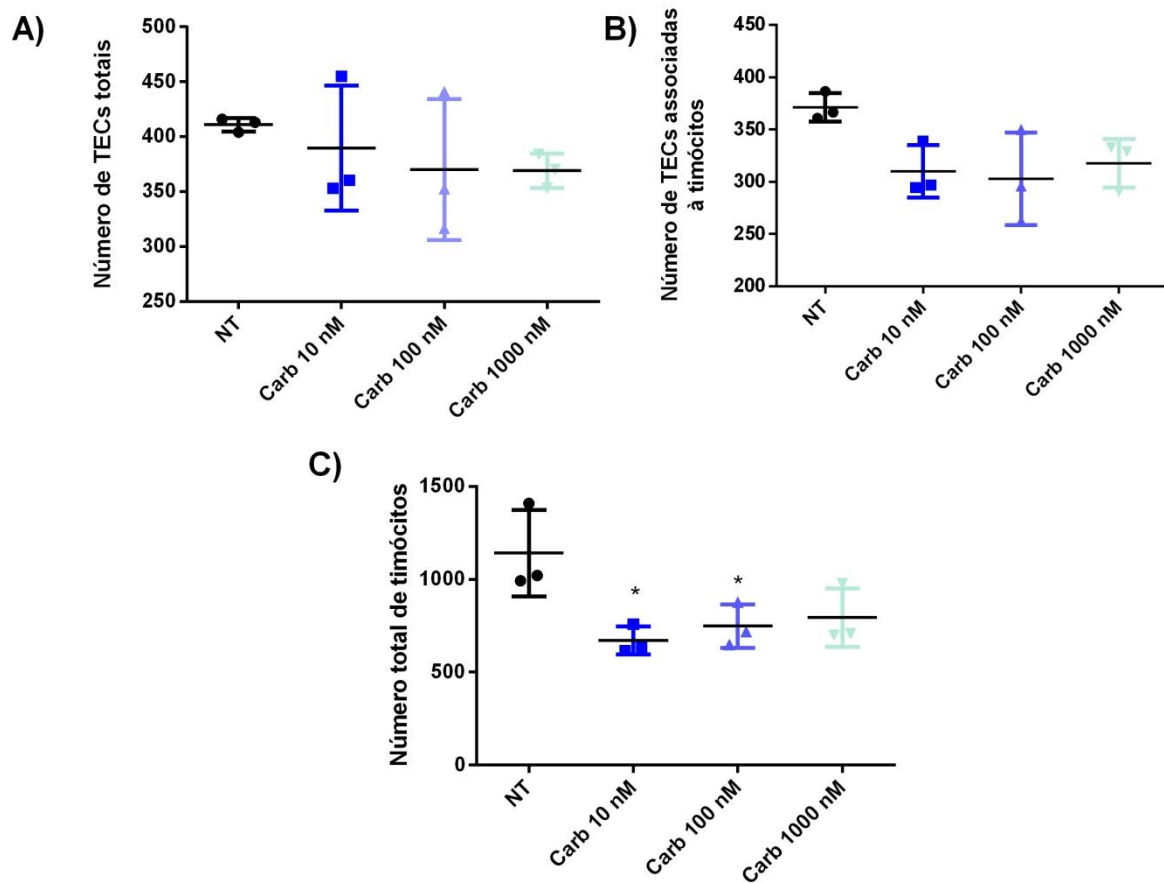 A)
Número de TECs totais
500
450
400
350
300
250
NT
Carb 10 nM
Carb 100 nM
Carb 1000 nM
B)
Número de TECs associadas
à timócitos
450
400
350
300
250
200
NT
Carb 10 nM
Carb 100 nM
Carb 1000 nM
C)
Número total de timócitos
1500
1000
500
0
*
*
NT
Carb 10 nM
Carb 100 nM
Carb 1000 nM